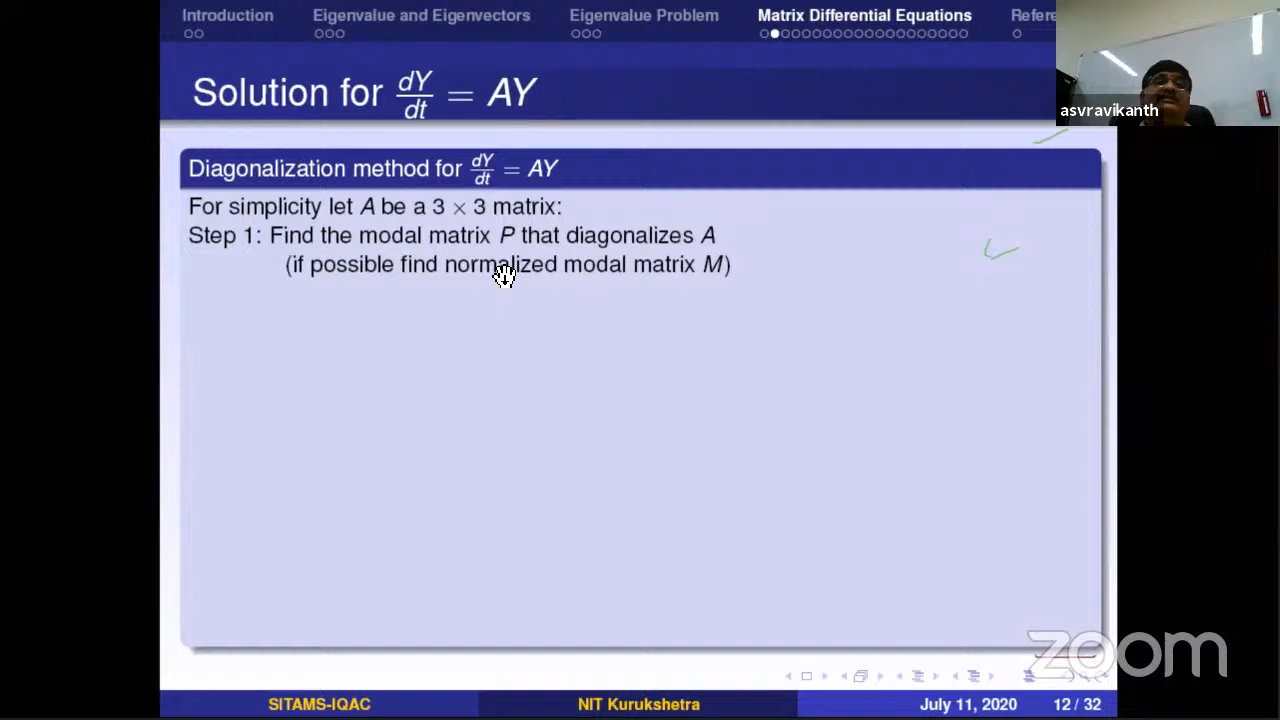 Introduction Eigenvalue and Eigenvectors Eigenvalue Problem Matrix Differential Equations
Solution for dY/dt = AY
asvravikanth
Diagonalization method for dY/dt = AY
For simplicity let A be a 3 × 3 matrix:
Step 1: Find the modal matrix P that diagonalizes A
(if possible find normalized modal matrix M)
zoom
SITAMS-IQAC NIT Kurukshetra July 11, 2020 12 / 32